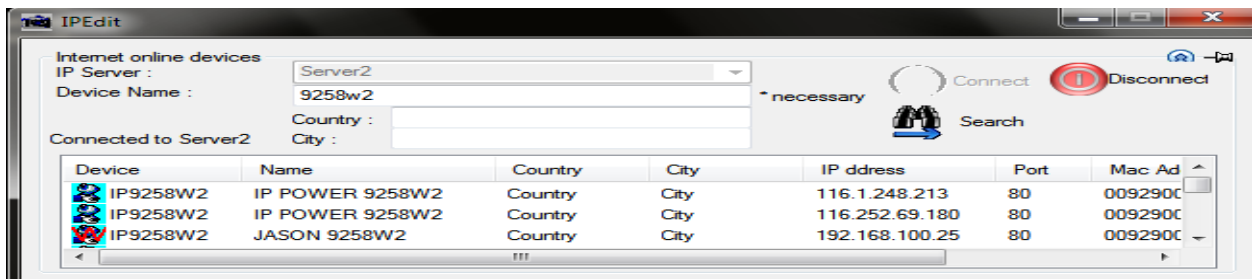 IPEdit
Internet online devices
IP Server : Server2
Connect Disconnect
Device Name : 9258w2 * necessary
Country : Search
Connected to Server2 City :
Device Name Country City IP ddress Port Mac Ad
IP9258W2 IP POWER 9258W2 Country City 116.1.248.213 80 009290
IP9258W2 IP POWER 9258W2 Country City 116.252.69.180 80 009290
IP9258W2 JASON 9258W2 Country City 192.168.100.25 80 009290